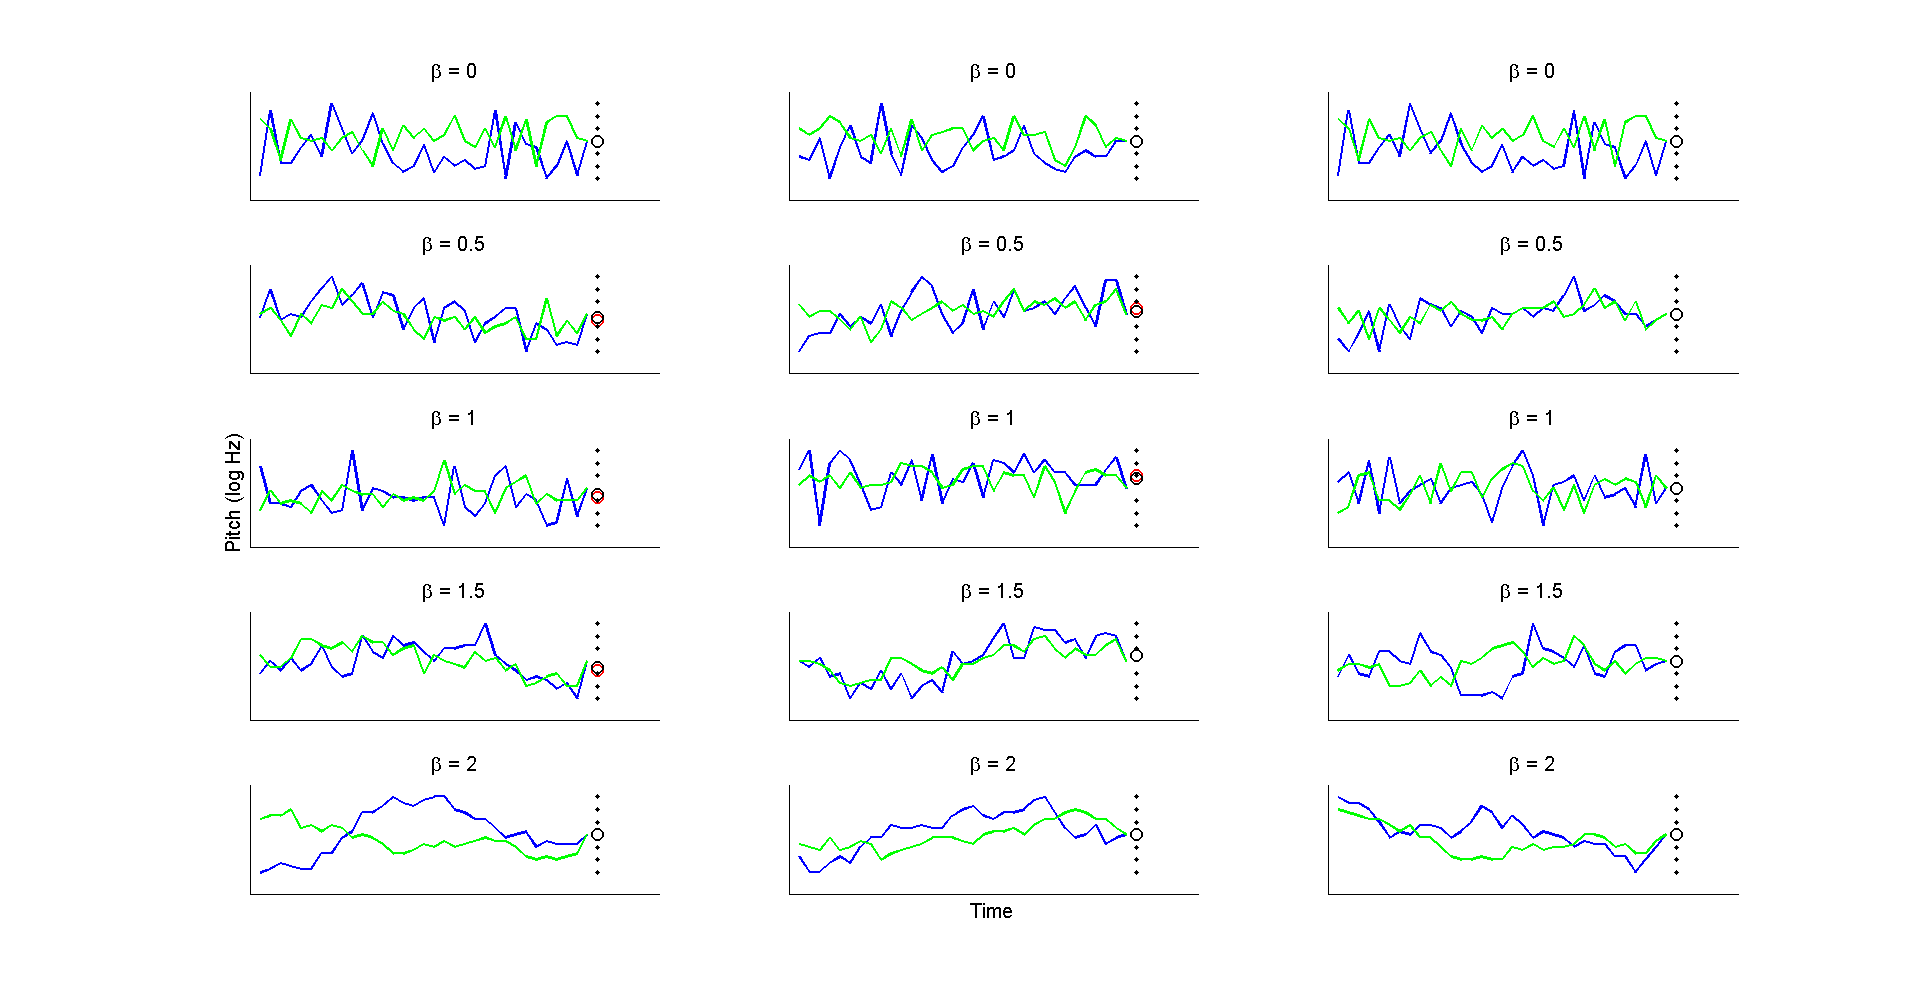 β = 0
β = 0
β = 0
β = 0.5
β = 0.5
β = 0.5
β = 1
β = 1
β = 1
Pitch (log Hz)
β = 1.5
β = 1.5
β = 1.5
β = 2
β = 2
β = 2
Time